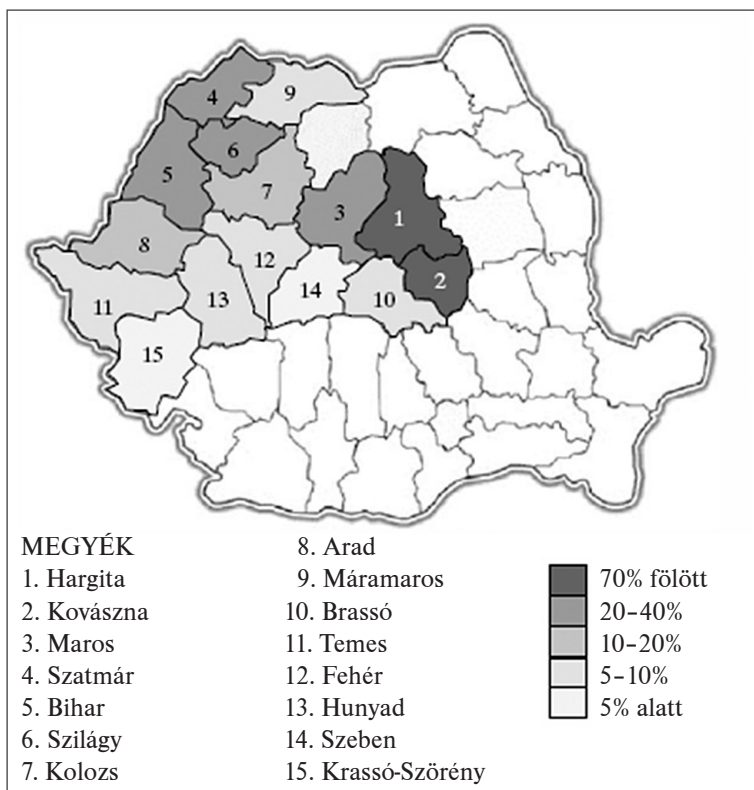 4
9
6
5
7
3
1
8
12
2
11
13
14
10
15
MEGYÉK
1. Hargita
2. Kovászna
3. Maros
4. Szatmár
5. Bihar
6. Szilágy
7. Kolozs
8. Arad
9. Máramaros
10. Brassó
11. Temes
12. Fehér
13. Hunyad
14. Szeben
15. Krassó-Szörény
70% fölött
20–40%
10–20%
5–10%
5% alatt